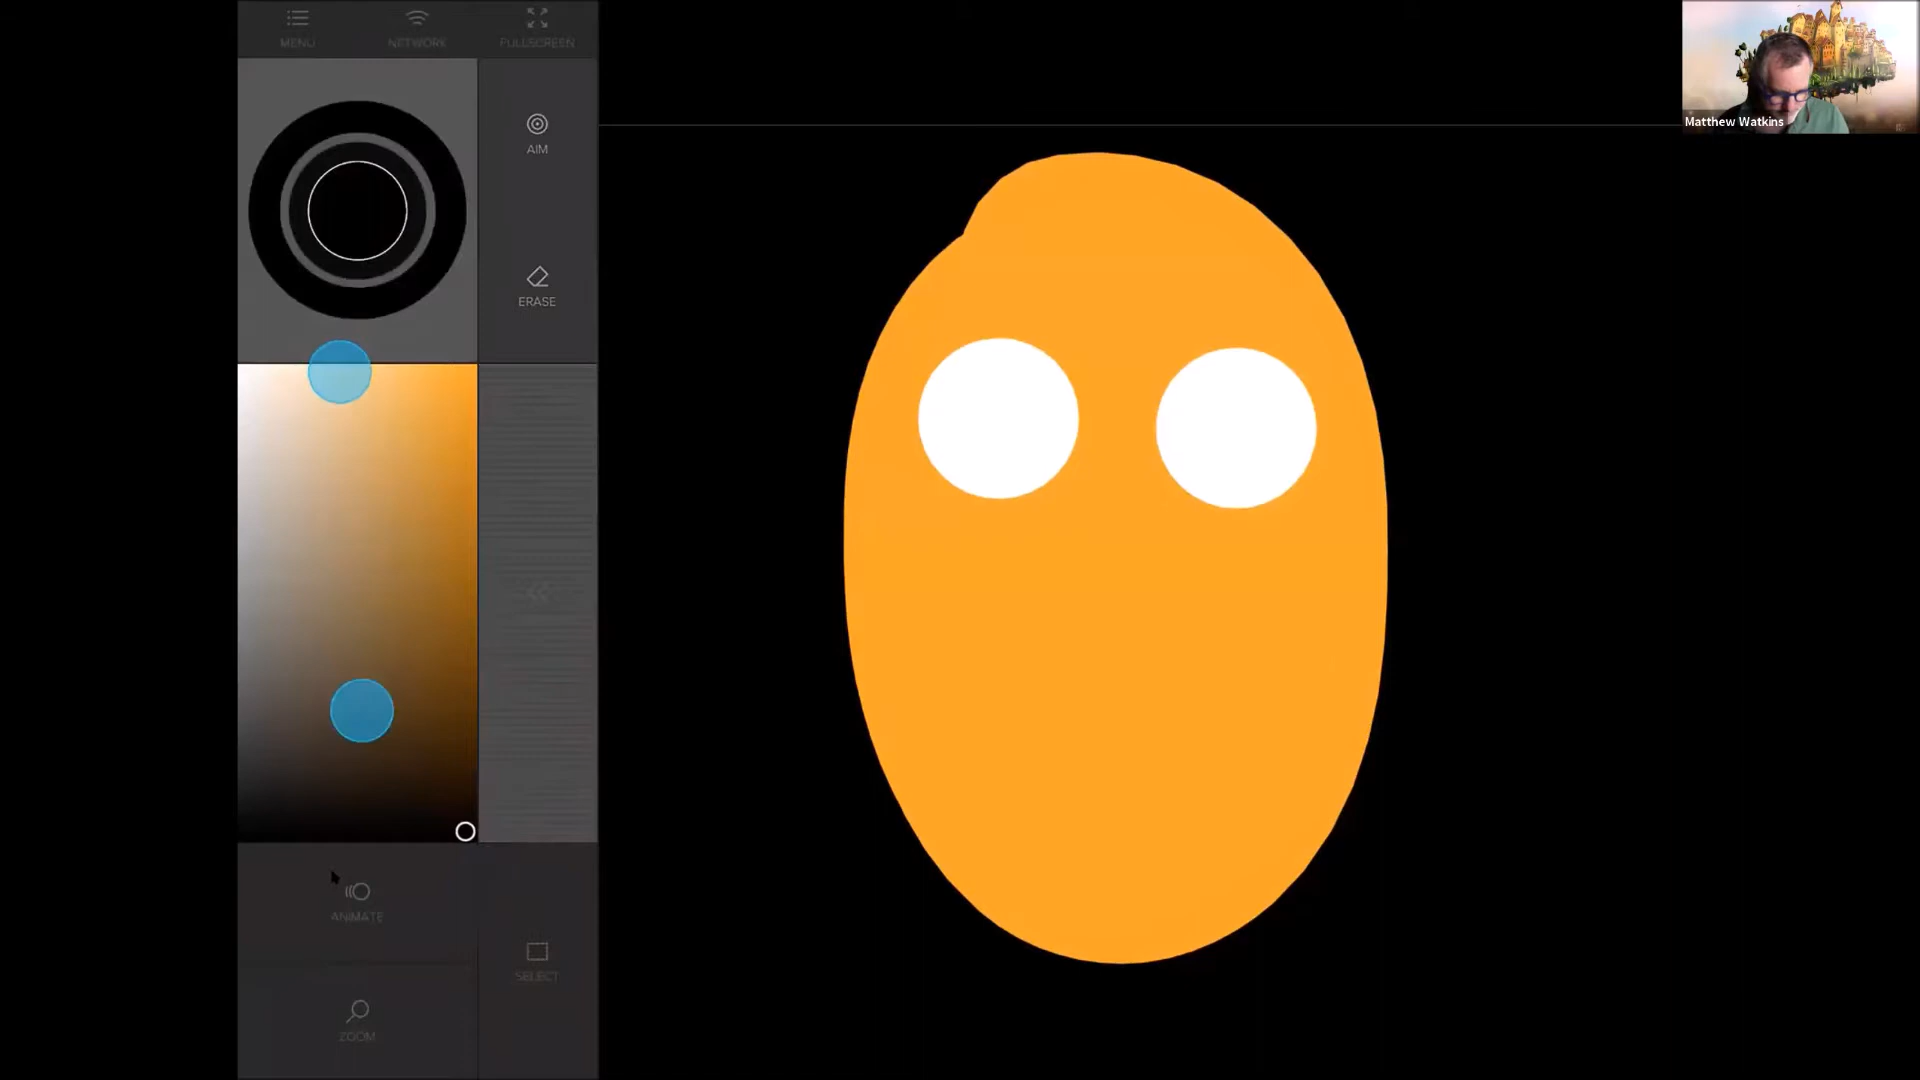 MENU
NETWORK
FULLSCREEN
AIM
ERASE
ANIMATE
SELECT
ZOOM
Matthew Watkins